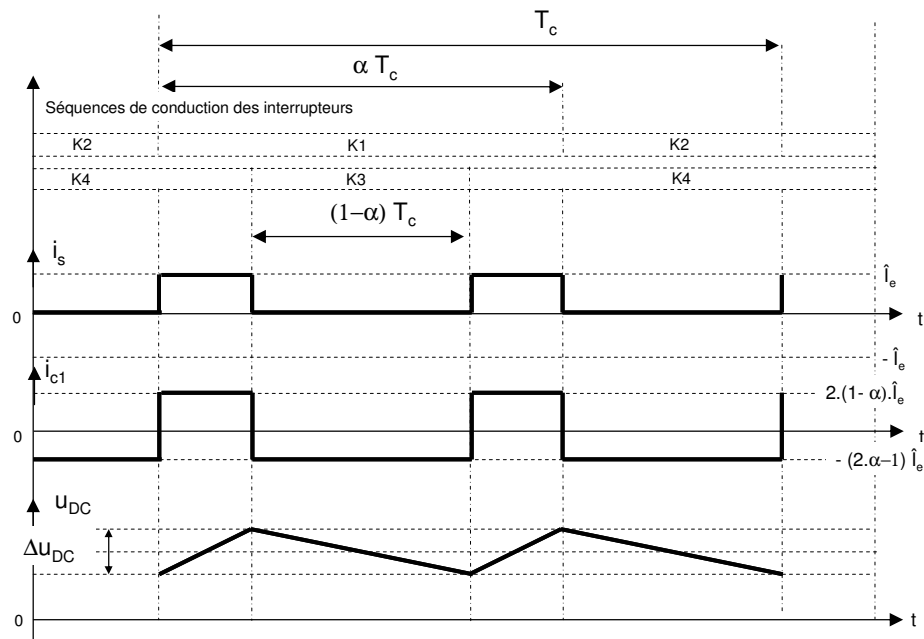 T_c
α T_c
Séquences de conduction des interrupteurs
K2 K1 K2
K4 K3 K4
(1−α) T_c
i_s
Î_e
0 t
- Î_e
i_c1
2.(1- α).Î_e
0 t
- (2.α−1) Î_e
u_DC
Δu_DC
0 t